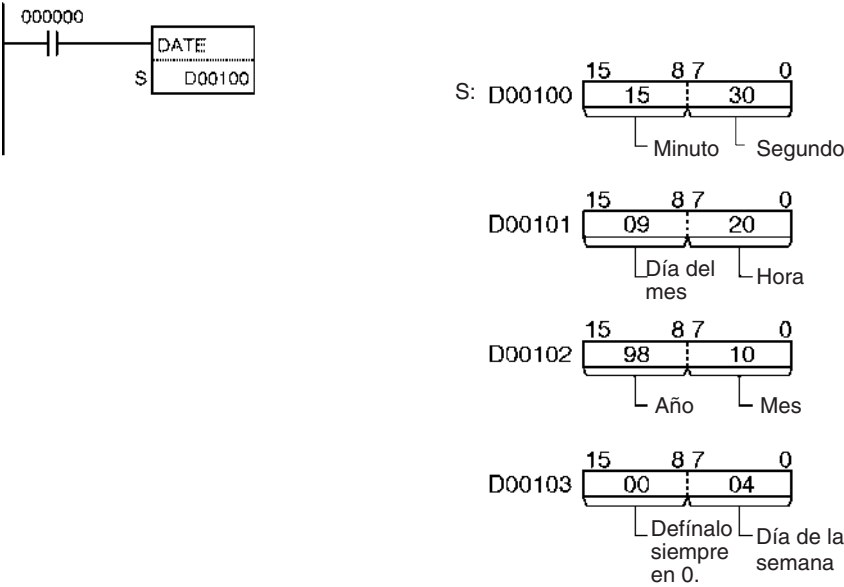 000000
DATE
S D00100
15 8 7 0
S: D00100 15 30
Minuto Segundo
15 8 7 0
D00101 09 20
Día del
mes
Hora
15 8 7 0
D00102 98 10
Año Mes
15 8 7 0
D00103 00 04
Defínalo
siempre
en 0.
Día de la
semana